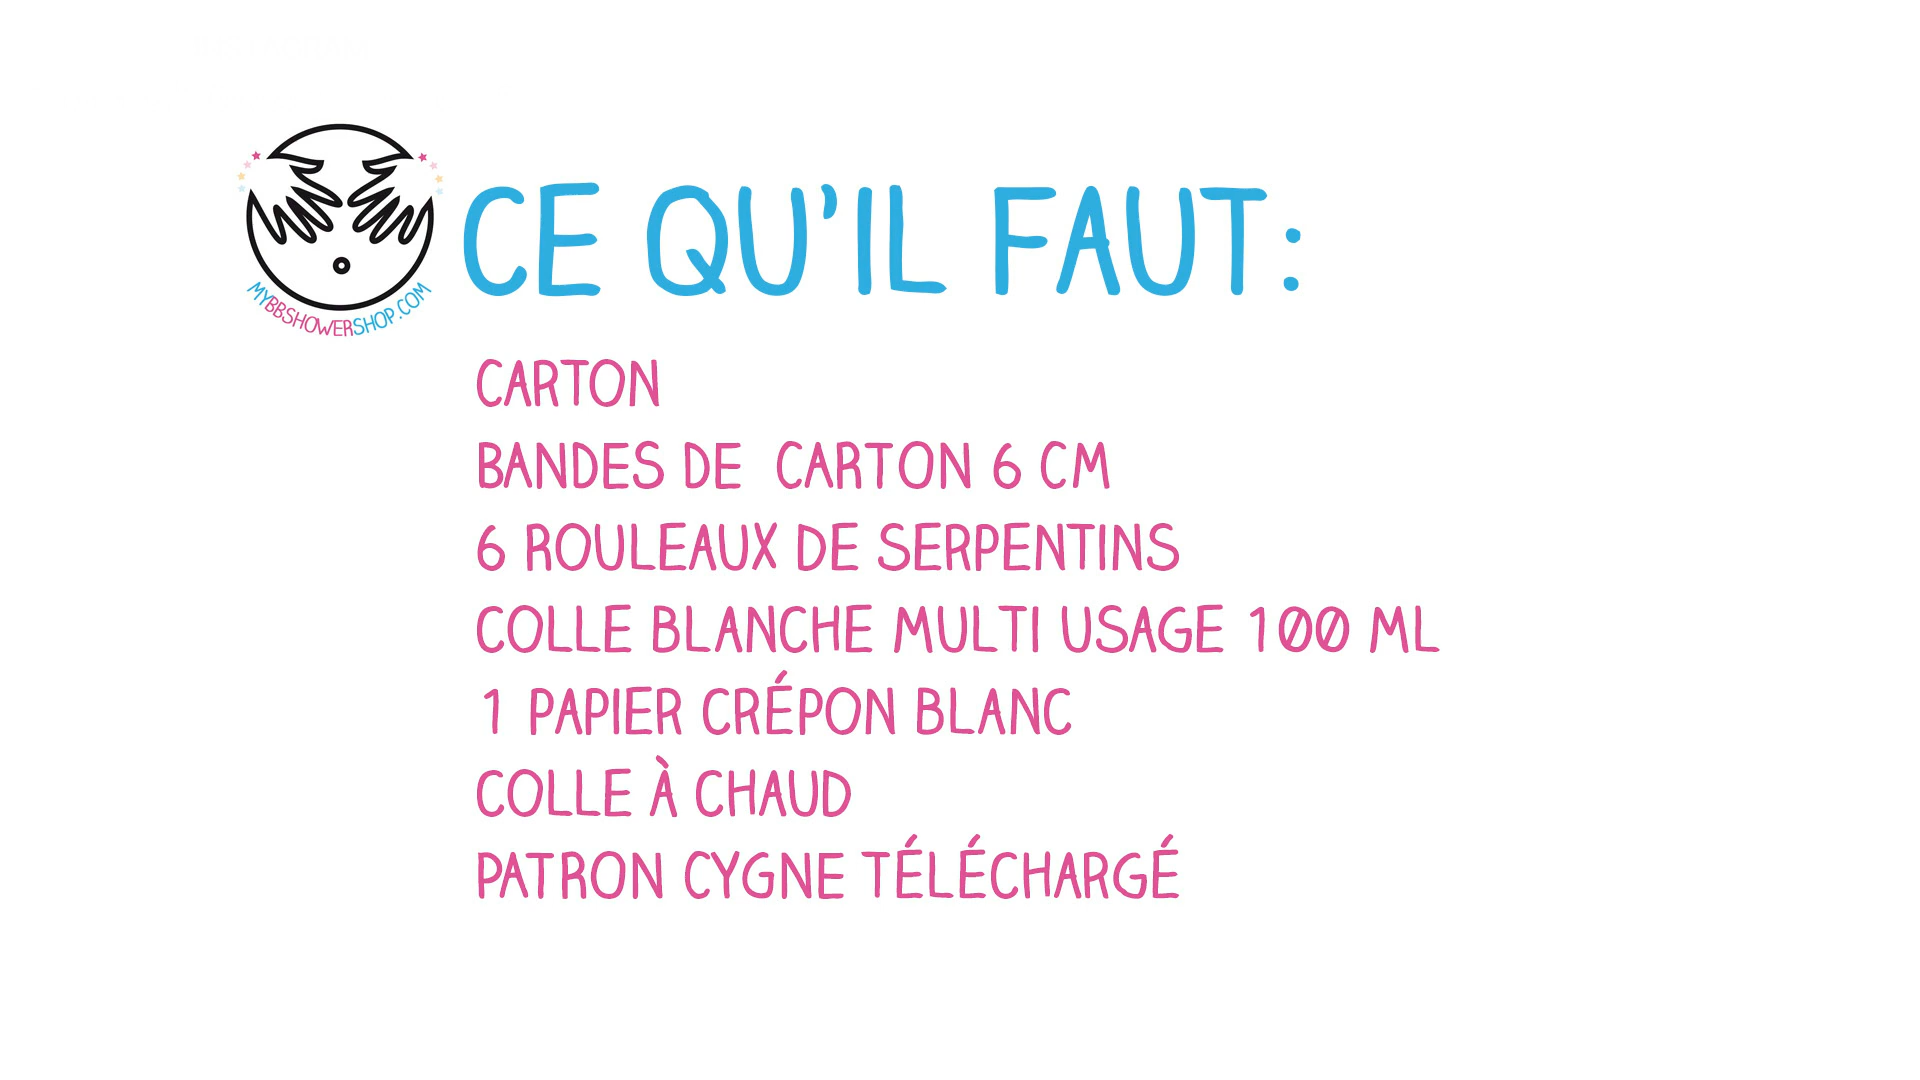 MYBBSHOWERSHOP.COM
CE QU'IL FAUT:
CARTON
BANDES DE CARTON 6 CM
6 ROULEAUX DE SERPENTINS
COLLE BLANCHE MULTI USAGE 100 ML
1 PAPIER CRÉPON BLANC
COLLE À CHAUD
PATRON CYGNE TÉLÉCHARGÉ